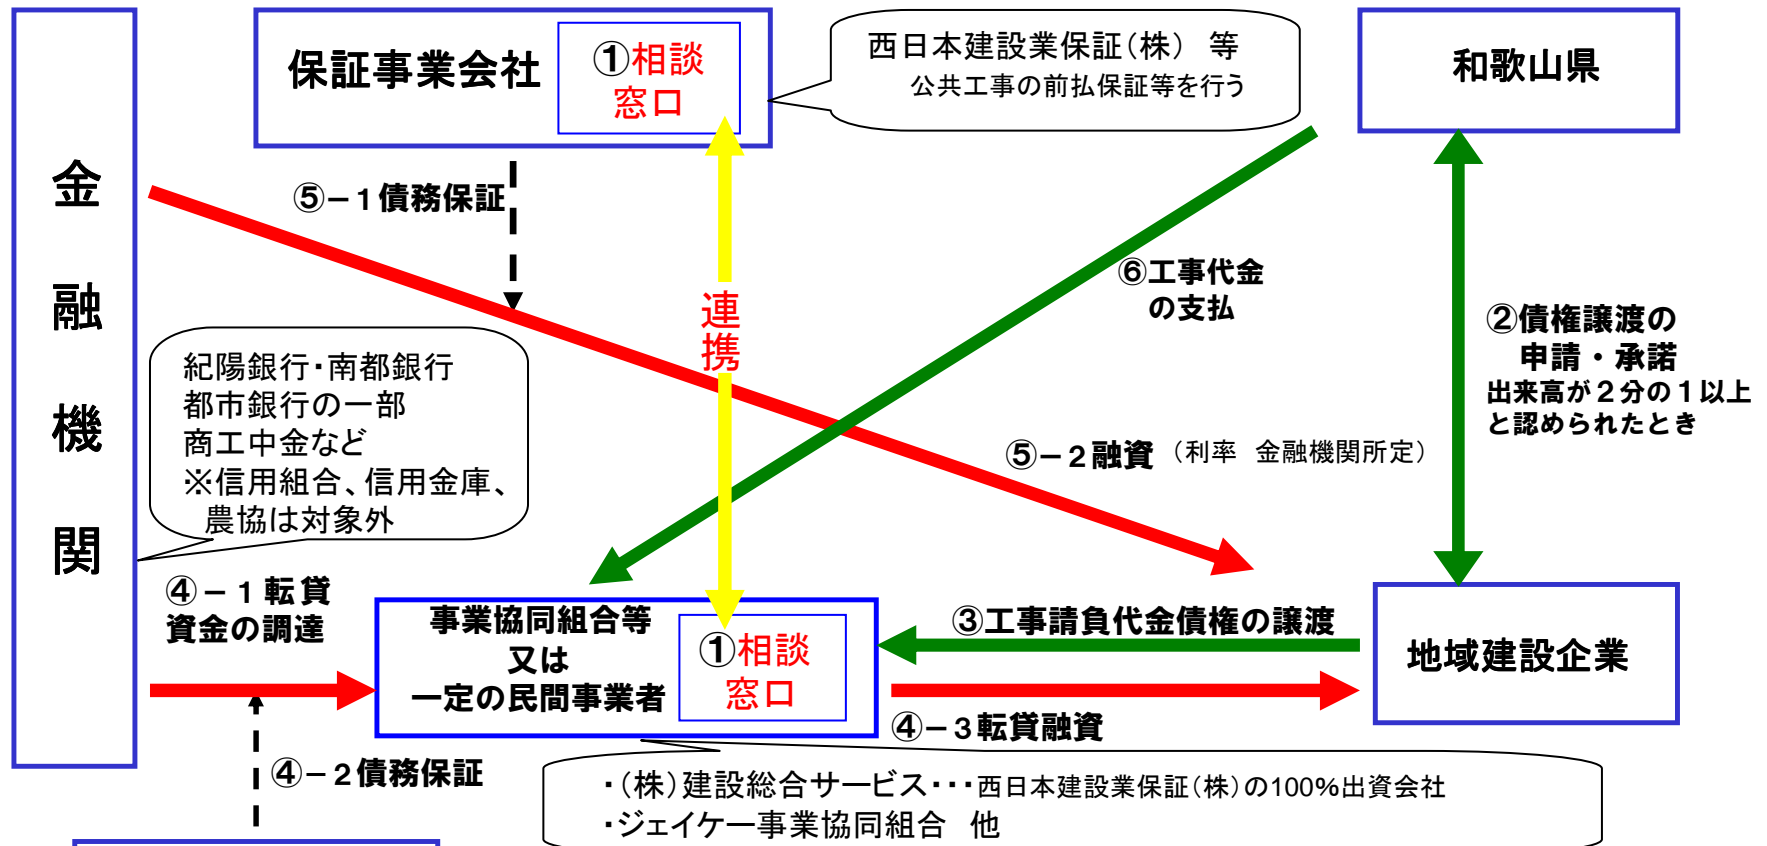 保証事業会社
①相談
窓口
西日本建設業保証(株) 等
公共工事の前払保証等を行う
和歌山県
金融機関
⑤－1債務保証
⑥工事代金
の支払
連携
②債権譲渡の
申請・承諾
出来高が2分の1以上
と認められたとき
紀陽銀行・南都銀行
都市銀行の一部
商工中金など
※信用組合、信用金庫、
農協は対象外
⑤－2融資 (利率 金融機関所定)
④－1転貸
資金の調達
事業協同組合等
又は
一定の民間事業者
①相談
窓口
③工事請負代金債権の譲渡
地域建設企業
④－3転貸融資
④－2債務保証
・(株)建設総合サービス・・・西日本建設業保証(株)の100%出資会社
・ジェイケー事業協同組合 他